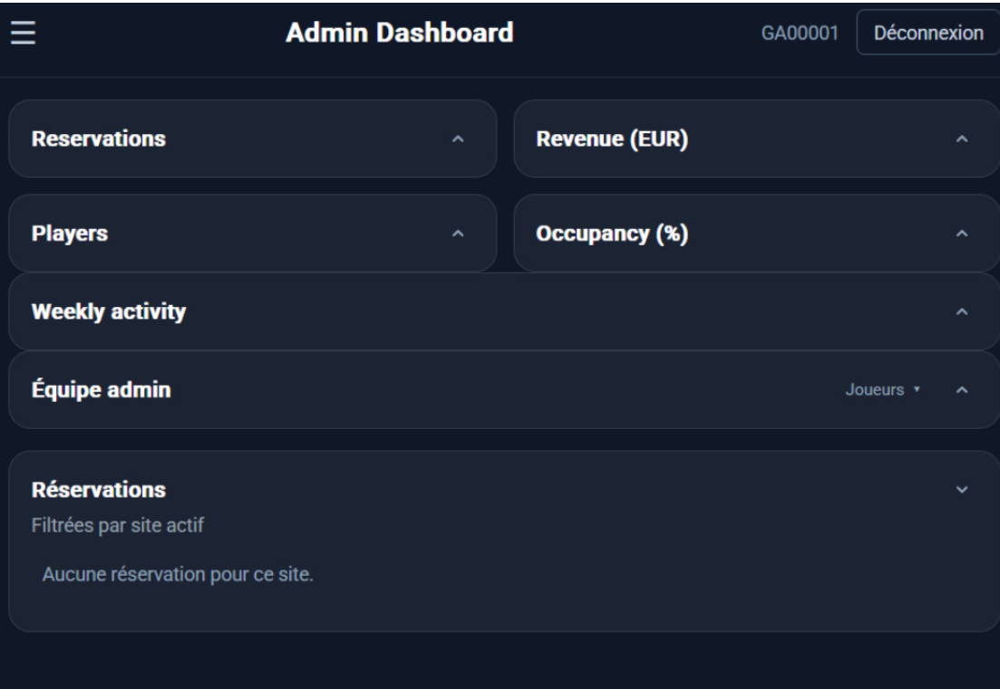 Admin Dashboard
GA00001
Déconnexion
Reservations
Revenue (EUR)
Players
Occupancy (%)
Weekly activity
Équipe admin
Joueurs
Réservations
Filtrées par site actif
Aucune réservation pour ce site.